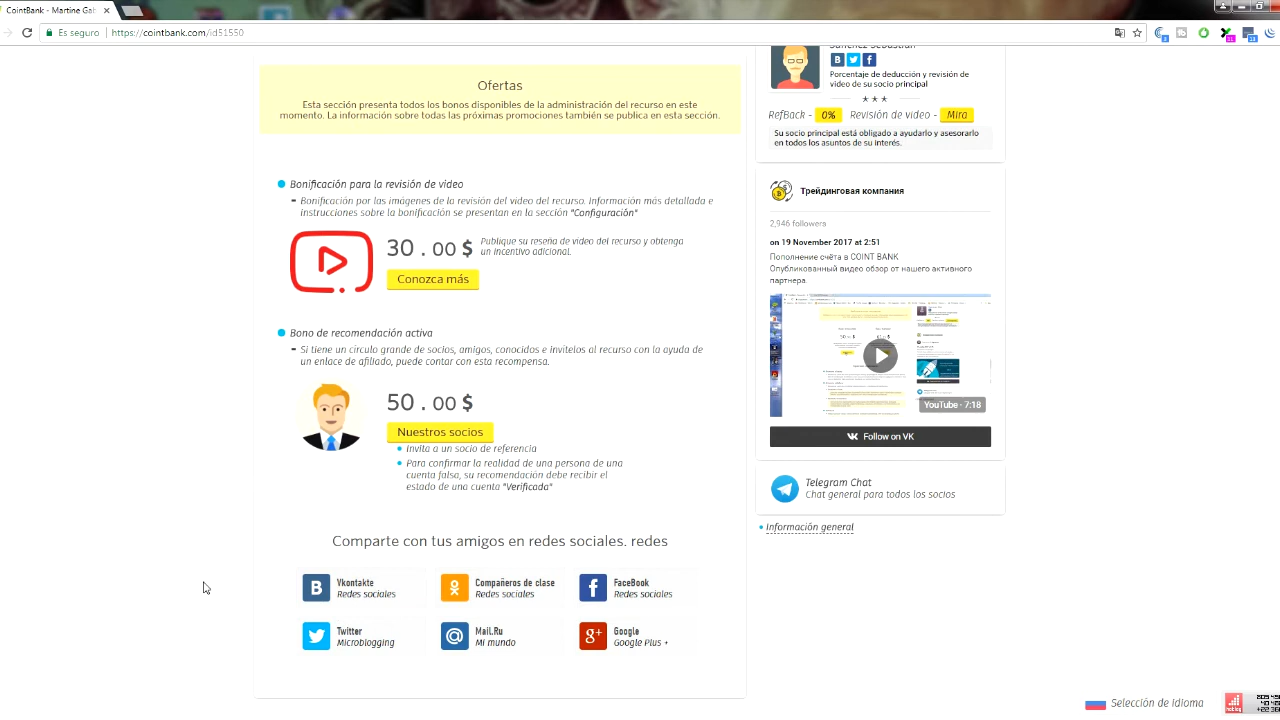 CointBank - Martine Gal
Es seguro
https://cointbank.com/id51550
Ofertas
Esta sección presenta todos los bonos disponibles de la administración del recurso en este
momento. La información sobre todas las próximas promociones también se publica en esta sección.
Bonificación para la revisión de video
Bonificación por las imágenes de la revisión del video del recurso. Información más detallada e
instrucciones sobre la bonificación se presentan en la sección "Configuración"
30 . 00 $
Publique su reseña de video del recurso y obtenga
un incentivo adicional.
Conozca más
Bono de recomendación activa
Si tiene un círculo grande de socios, amigos, conocidos e invítelos al recurso con la ayuda de
un enlace de afiliado, puede contar con esta recompensa.
50 . 00 $
Nuestros socios
Invita a un socio de referencia
Para confirmar la realidad de una persona de una
cuenta falsa, su recomendación debe recibir el
estado de una cuenta "Verificada"
Comparte con tus amigos en redes sociales. redes
Vkontakte
Redes sociales
Compañeros de clase
Redes sociales
FaceBook
Redes sociales
Twitter
Microblogging
Mail.Ru
Mi mundo
Google
Google Plus +
Sanchez Sebastian
Porcentaje de deducción y revisión de
video de su socio principal
RefBack - 0% Revisión de video - Mira
Su socio principal está obligado a ayudarlo y asesorarlo
en todos los asuntos de su interés.
Трейдинговая компания
2,946 followers
on 19 November 2017 at 2:51
Пополнение счёта в COINT BANK
Опубликованный видео обзор от нашего активного
партнера
YouTube · 7:18
Follow on VK
Telegram Chat
Chat general para todos los socios
Información general
Selección de idioma